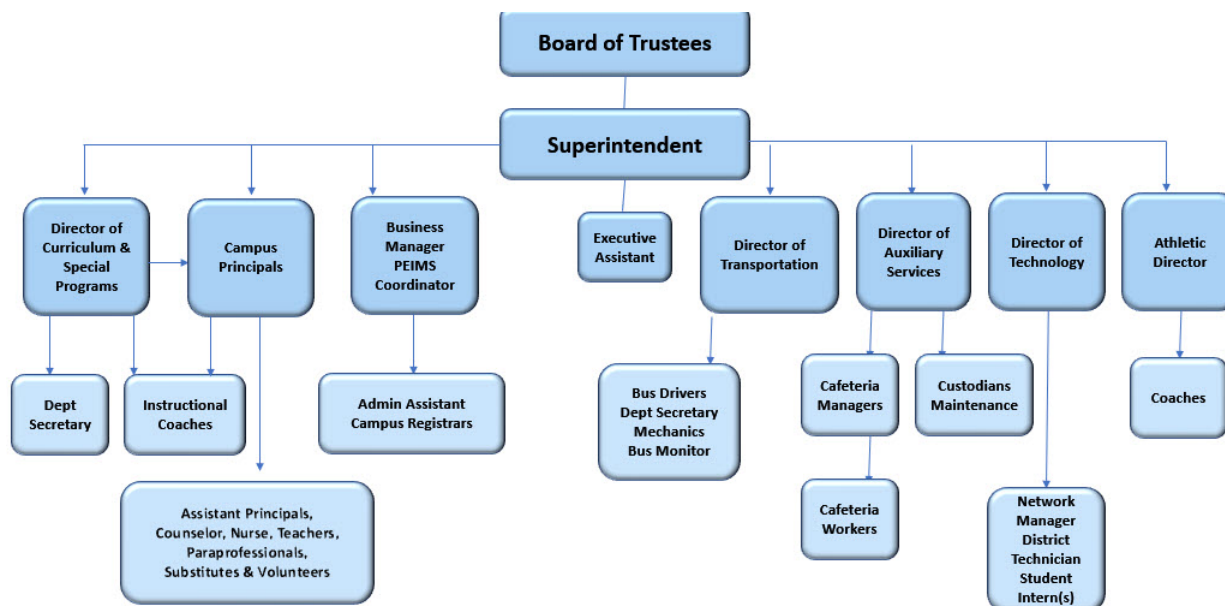 Board of Trustees
Superintendent
Director of
Curriculum &
Special
Programs
Campus
Principals
Business
Manager
PEIMS
Coordinator
Executive
Assistant
Director of
Transportation
Director of
Auxiliary
Services
Director of
Technology
Athletic
Director
Dept
Secretary
Instructional
Coaches
Admin Assistant
Campus Registrars
Bus Drivers
Dept Secretary
Mechanics
Bus Monitor
Cafeteria
Managers
Custodians
Maintenance
Coaches
Assistant Principals,
Counselor, Nurse, Teachers,
Paraprofessionals,
Substitutes & Volunteers
Cafeteria
Workers
Network
Manager
District
Technician
Student
Intern(s)